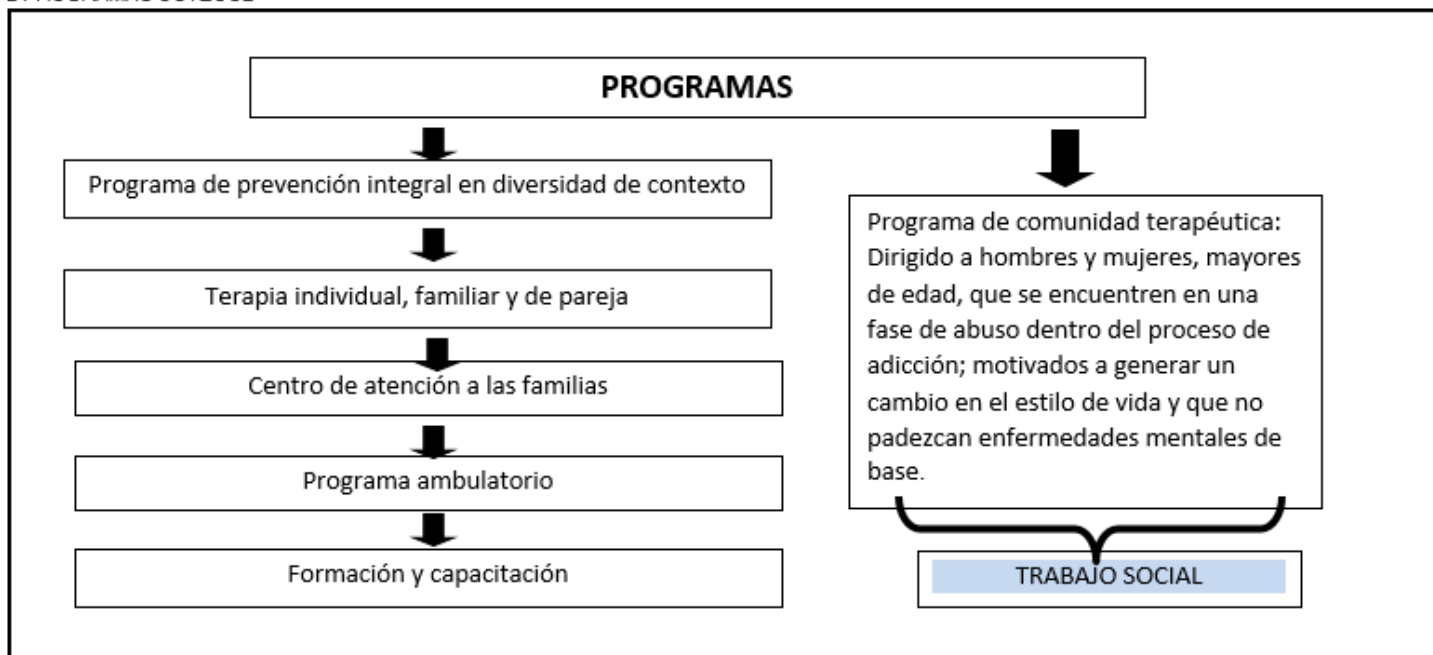 PROGRAMAS
Programa de prevención integral en diversidad de contexto
Terapia individual, familiar y de pareja
Centro de atención a las familias
Programa ambulatorio
Formación y capacitación
Programa de comunidad terapéutica:
Dirigido a hombres y mujeres, mayores
de edad, que se encuentren en una
fase de abuso dentro del proceso de
adicción; motivados a generar un
cambio en el estilo de vida y que no
padezcan enfermedades mentales de
base.
TRABAJO SOCIAL